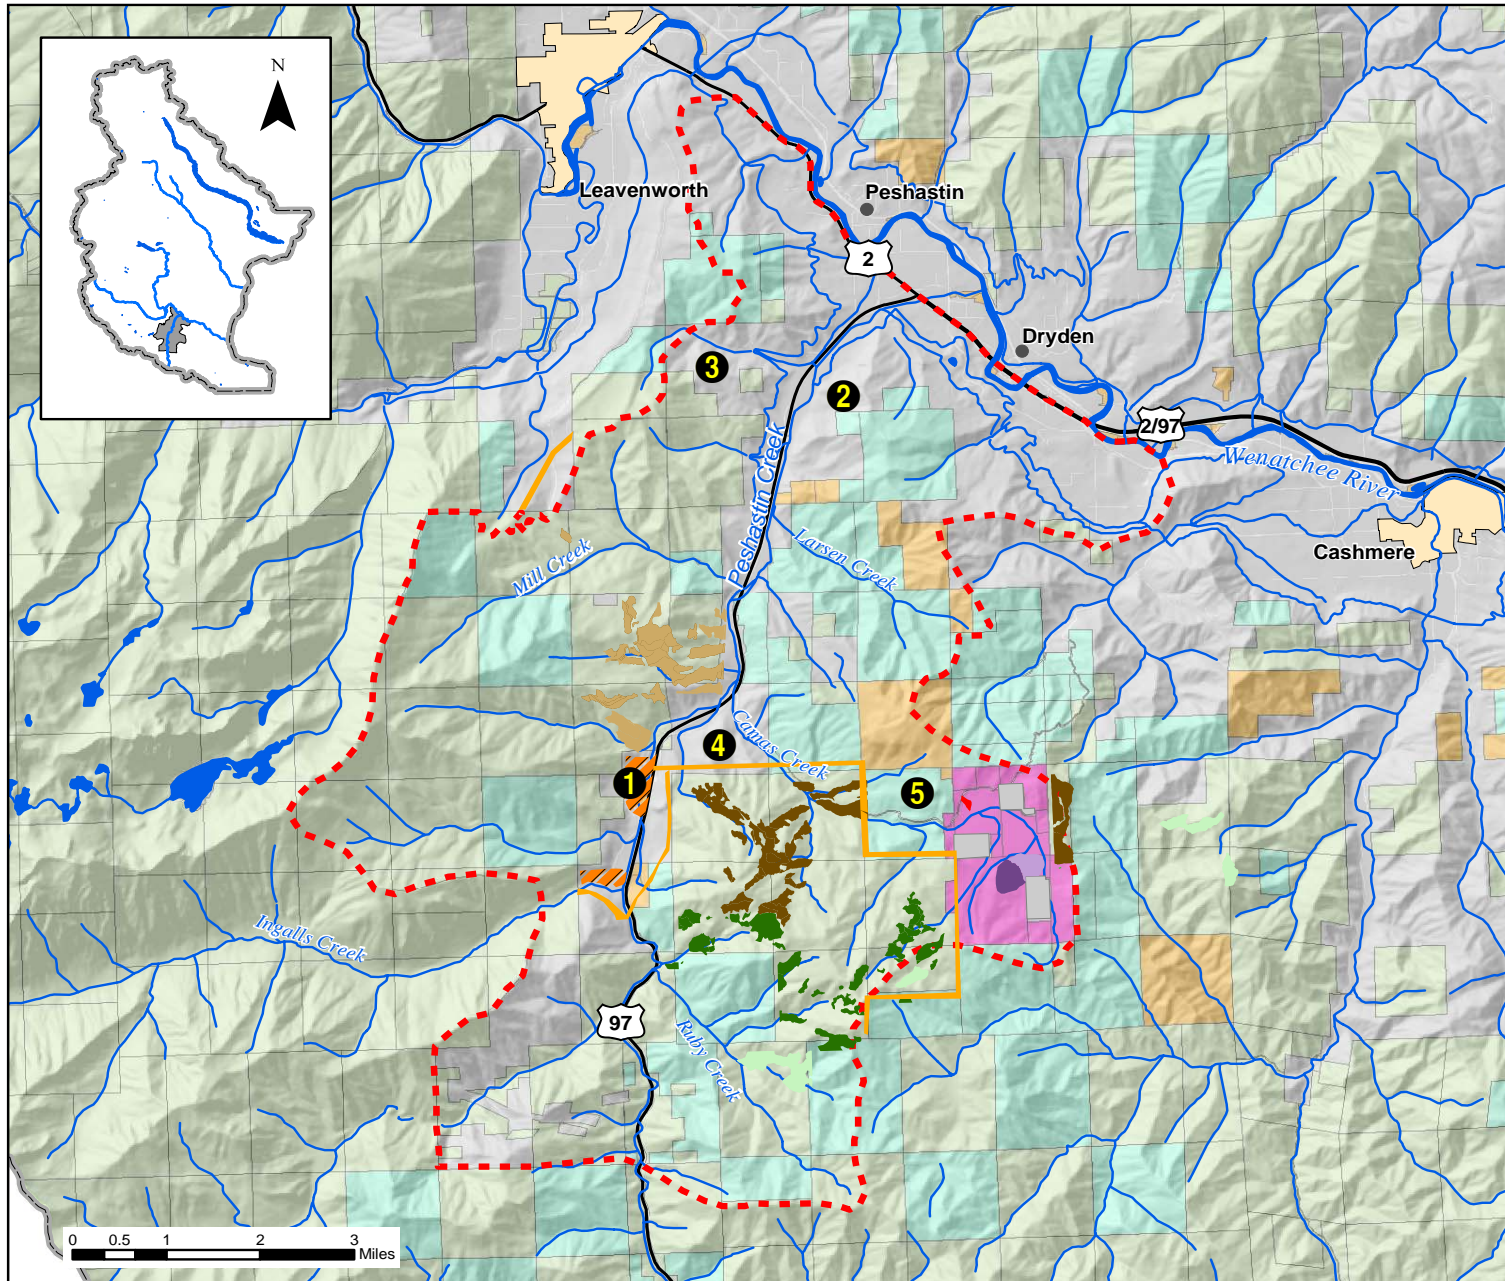 N
Leavenworth
Peshastin
2
Dryden
3
2
2/97
Wenatchee River
Peshastin Creek
Cashmere
Larsen Creek
Mill Creek
Camas Creek
4
1
5
Ingalls Creek
97
Ruby Creek
0 0.5 1 2 3
Miles